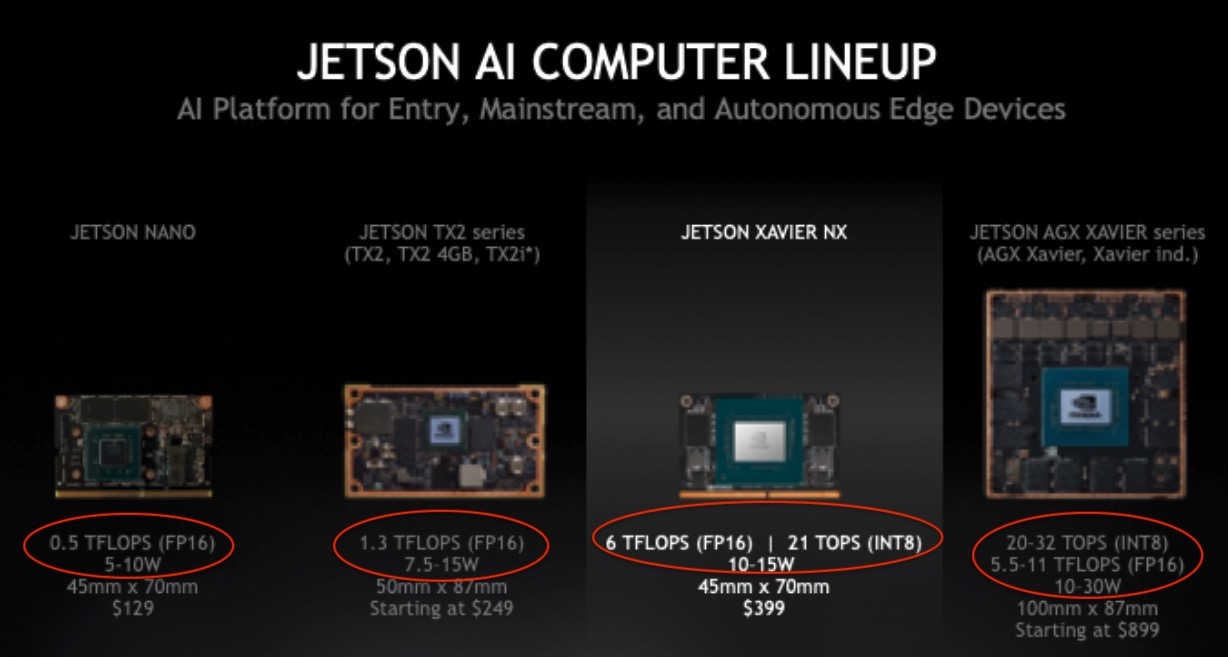 JETSON AI COMPUTER LINEUP
AI Platform for Entry, Mainstream, and Autonomous Edge Devices
JETSON NANO
0.5 TFLOPS (FP16)
5-10W
45mm x 70mm
$129
JETSON TX2 series
(TX2, TX2 4GB, TX2i*)
1.3 TFLOPS (FP16)
7.5-15W
50mm x 87mm
Starting at $249
JETSON XAVIER NX
6 TFLOPS (FP16) | 21 TOPS (INT8)
10-15W
45mm x 70mm
$399
JETSON AGX XAVIER series
(AGX Xavier, Xavier ind.)
20-32 TOPS (INT8)
5.5-11 TFLOPS (FP16)
10-30W
100mm x 87mm
Starting at $899